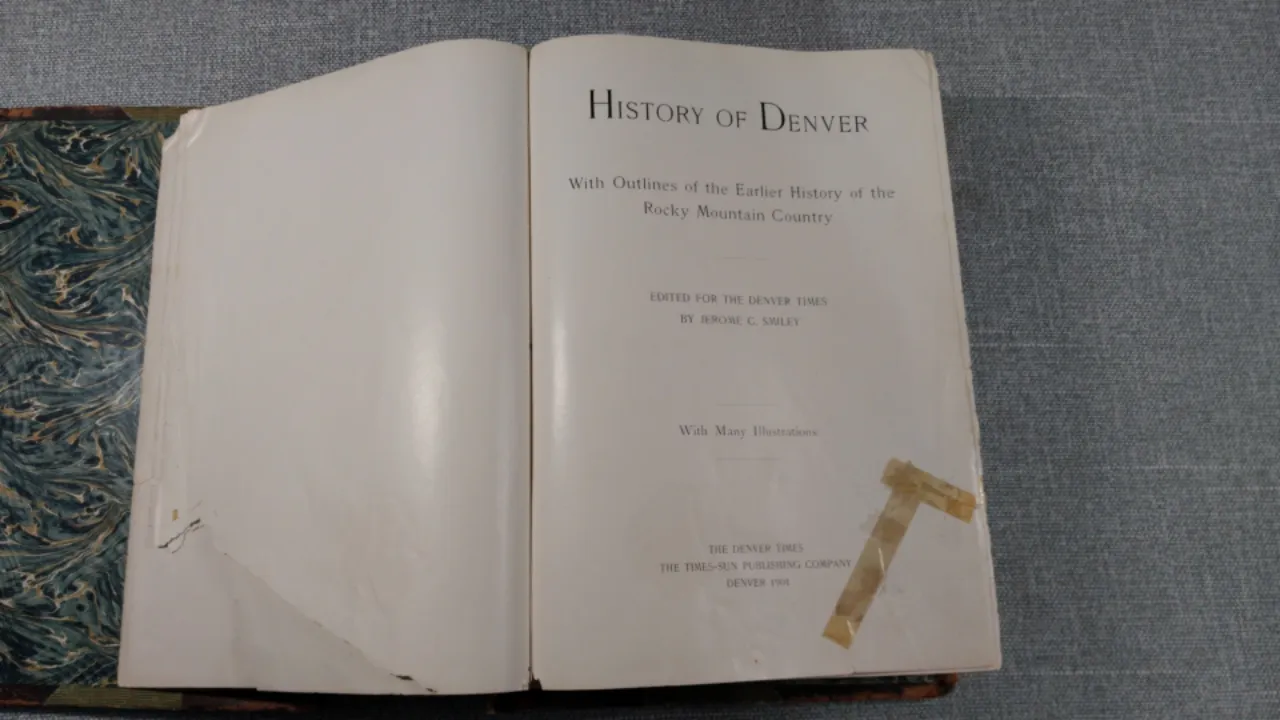 HISTORY OF DENVER
With Outlines of the Earlier History of the
Rocky Mountain Country
EDITED FOR THE DENVER TIMES
BY JEROME C. SMILEY
With Many Illustrations
THE DENVER TIMES
THE TIMES-SUN PUBLISHING COMPANY
DENVER 1901